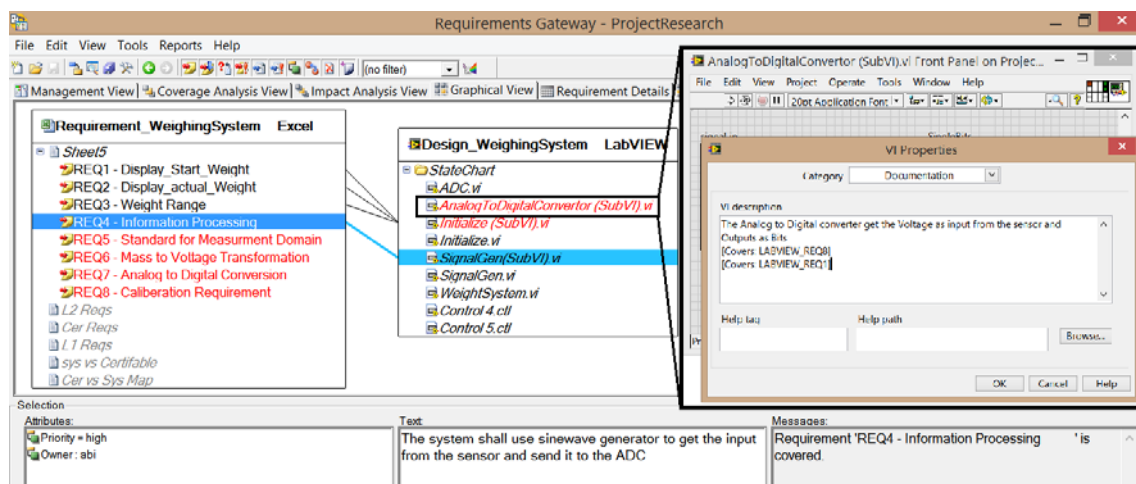 Requirements Gateway - ProjectResearch
File Edit View Tools Reports Help
(no filter)
Management View Coverage Analysis View Impact Analysis View Graphical View Requirement Details
Requirement_WeighingSystem Excel
Sheet5
REQ1 - Display_Start_Weight
REQ2 - Display_actual_Weight
REQ3 - Weight Range
REQ4 - Information Processing
REQ5 - Standard for Measurment Domain
REQ6 - Mass to Voltage Transformation
REQ7 - Analog to Digital Conversion
REQ8 - Caliberation Requirement
L2 Reqs
Cer Reqs
L1 Reqs
sys vs Certifable
Cer vs Sys Map
Design_WeighingSystem LabVIEW
StateChart
ADC.vi
AnalogToDigitalConvertor (SubVI).vi
Initialize (SubVI).vi
Initialize.vi
SignalGen(SubVI).vi
SignalGen.vi
WeightSystem.vi
Control 4.ctl
Control 5.ctl
AnalogToDigitalConvertor (SubVI).vi Front Panel on Projec...
File Edit View Project Operate Tools Window Help
20pt Application Font
VI Properties
Category Documentation
VI description
The Analog to Digital converter get the Voltage as input from the sensor and
Outputs as Bits
[Covers: LABVIEW_REQ8]
[Covers: LABVIEW_REQ1]
Help tag Help path
Browse...
OK Cancel Help
Selection
Attributes:
Priority = high
Owner : abi
Text:
The system shall use sinewave generator to get the input
from the sensor and send it to the ADC
Messages:
Requirement 'REQ4 - Information Processing ' is
covered.